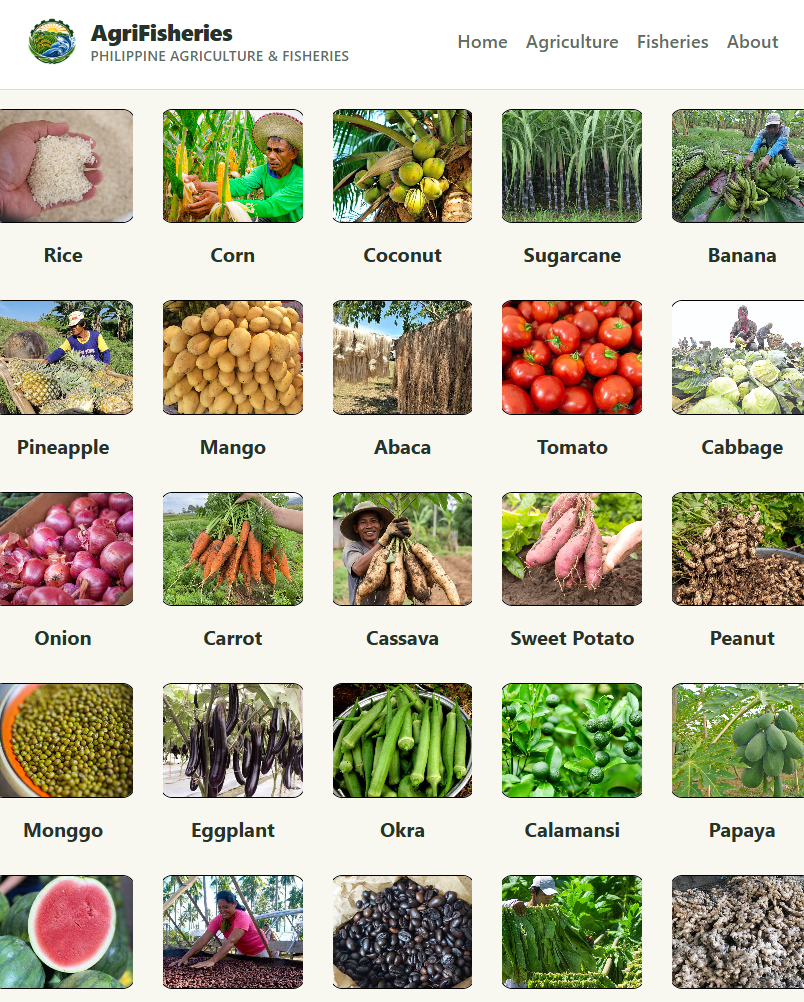 AgriFisheries
PHILIPPINE AGRICULTURE & FISHERIES
Home Agriculture Fisheries About
Rice Corn Coconut Sugarcane Banana
Pineapple Mango Abaca Tomato Cabbage
Onion Carrot Cassava Sweet Potato Peanut
Monggo Eggplant Okra Calamansi Papaya